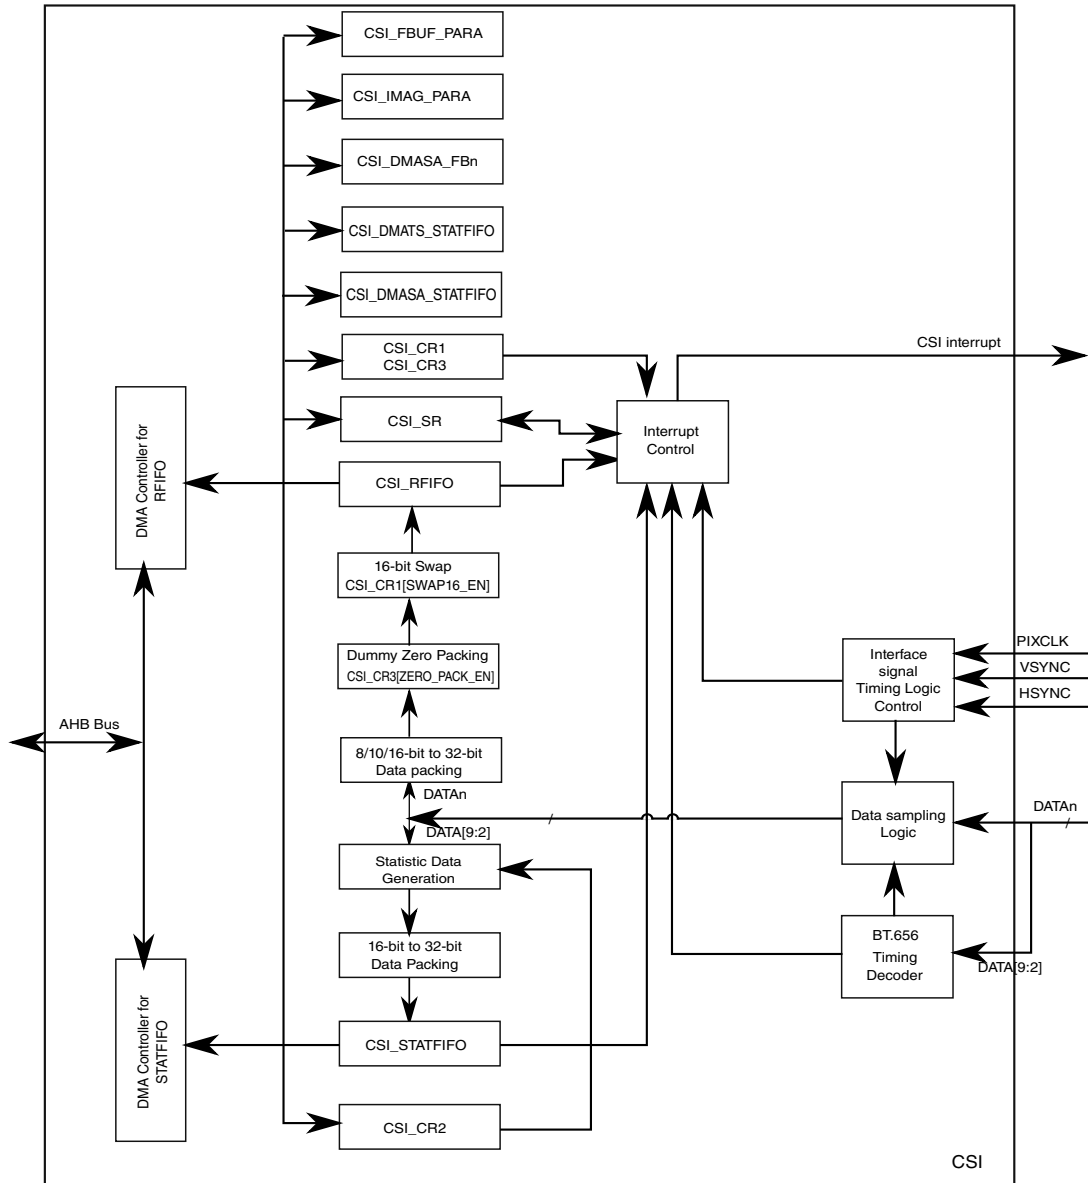 CSI_FBUF_PARA
CSI_IMAG_PARA
CSI_DMASA_FBn
CSI_DMATS_STATFIFO
CSI_DMASA_STATFIFO
CSI_CR1
CSI_CR3
CSI interrupt
CSI_SR
Interrupt
Control
DMA Controller for
RFIFO
CSI_RFIFO
16-bit Swap
CSI_CR1[SWAP16_EN]
Dummy Zero Packing
CSI_CR3[ZERO_PACK_EN]
Interface
signal
Timing Logic
Control
PIXCLK
VSYNC
HSYNC
AHB Bus
8/10/16-bit to 32-bit
Data packing
DATAn
DATA[9:2]
Data sampling
Logic
DATAn
Statistic Data
Generation
16-bit to 32-bit
Data Packing
BT.656
Timing
Decoder
DATA[9:2]
DMA Controller for
STATFIFO
CSI_STATFIFO
CSI_CR2
CSI